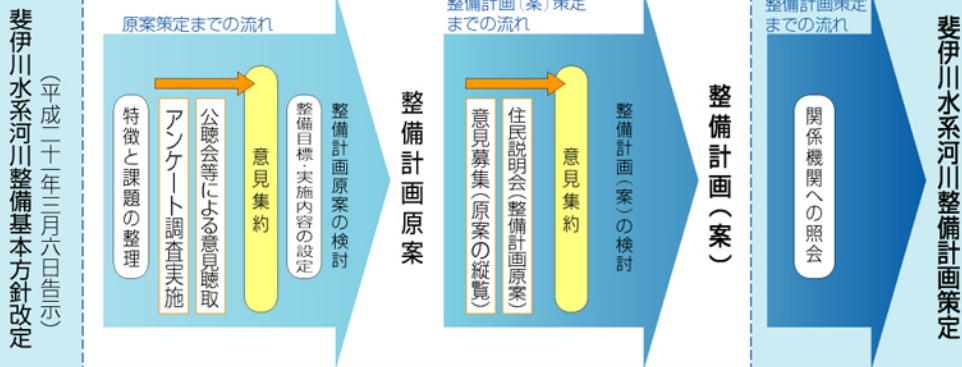 斐伊川水系河川整備基本方針改定
（平成二十一年三月六日告示）
原案策定までの流れ
特徴と課題の整理
アンケート調査実施
公聴会等による意見聴取
意見集約
整備目標・実施内容の設定
整備計画原案の検討
整備計画原案
整備計画（案）策定
までの流れ
意見募集（原案の縦覧）
住民説明会（整備計画原案）
意見集約
整備計画（案）の検討
整備計画（案）
整備計画策定
までの流れ
関係機関への照会
斐伊川水系河川整備計画策定